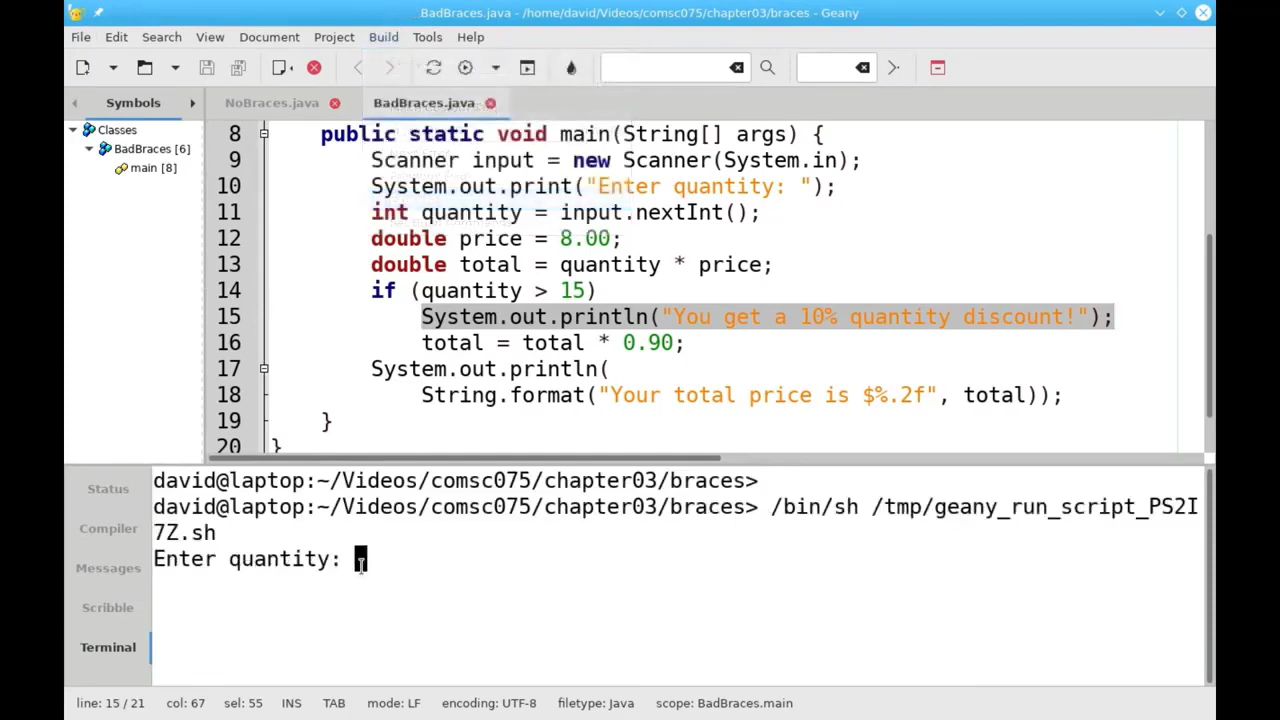 BadBraces.java - /home/david/Videos/comsc075/chapter03/braces - Geany
File Edit Search View Document Project Build Tools Help
Symbols NoBraces.java BadBraces.java
Classes
BadBraces [6]
main [8]
8 public static void main(String[] args) {
9 Scanner input = new Scanner(System.in);
10 System.out.print("Enter quantity: ");
11 int quantity = input.nextInt();
12 double price = 8.00;
13 double total = quantity * price;
14 if (quantity > 15)
15 System.out.println("You get a 10% quantity discount!");
16 total = total * 0.90;
17 System.out.println(
18 String.format("Your total price is $%.2f", total));
19 }
20 }
Status
Compiler
Messages
Scribble
Terminal
david@laptop:~/Videos/comsc075/chapter03/braces>
david@laptop:~/Videos/comsc075/chapter03/braces> /bin/sh /tmp/geany_run_script_PS2I
7Z.sh
Enter quantity:
line: 15 / 21 col: 67 sel: 55 INS TAB mode: LF encoding: UTF-8 filetype: Java scope: BadBraces.main